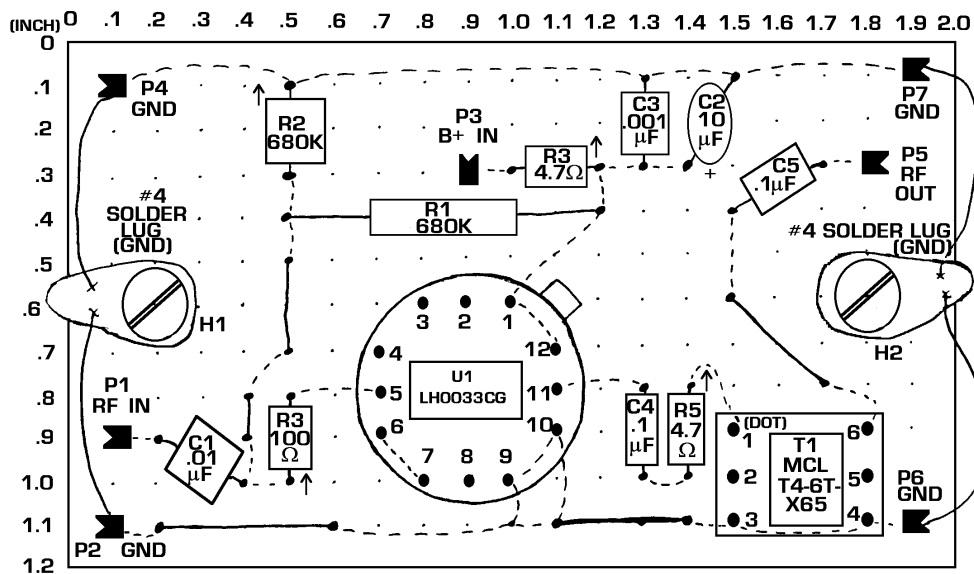 (INCH) 0 .1 .2 .3 .4 .5 .6 .7 .8 .9 1.0 1.1 1.2 1.3 1.4 1.5 1.6 1.7 1.8 1.9 2.0
0
.1
.2
.3
.4
.5
.6
.7
.8
.9
1.0
1.1
1.2
P4
GND
R2
680K
P3
B+ IN
R3
4.7Ω
C3
.001
µF
C2
10
µF
+
C5
.1µF
P7
GND
P5
RF
OUT
#4
SOLDER
LUG
(GND)
H1
R1
680K
#4 SOLDER LUG
(GND)
H2
3 2 1
4 12
5 11
6 10
7 8 9
U1
LH0033CG
P1
RF IN
C1
.01
µF
R3
100
Ω
C4
.1
µF
R5
4.7
Ω
(DOT)
1 6
2 5
3 4
T1
MCL
T4-6T-
X65
P6
GND
P2 GND